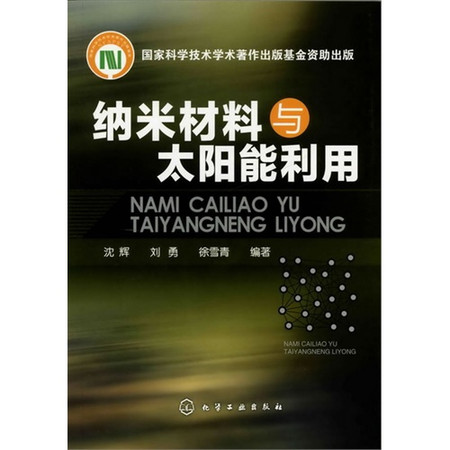 国家科学技术学术著作出版基金资助出版
纳米材料与
太阳能利用
NAMI CAILIAO YU
TAIYANGNENG LIYONG
沈辉 刘勇 徐雪青 编著
NAMI CAILIAO YU
TAIYANGNENG LIYONG
化学工业出版社